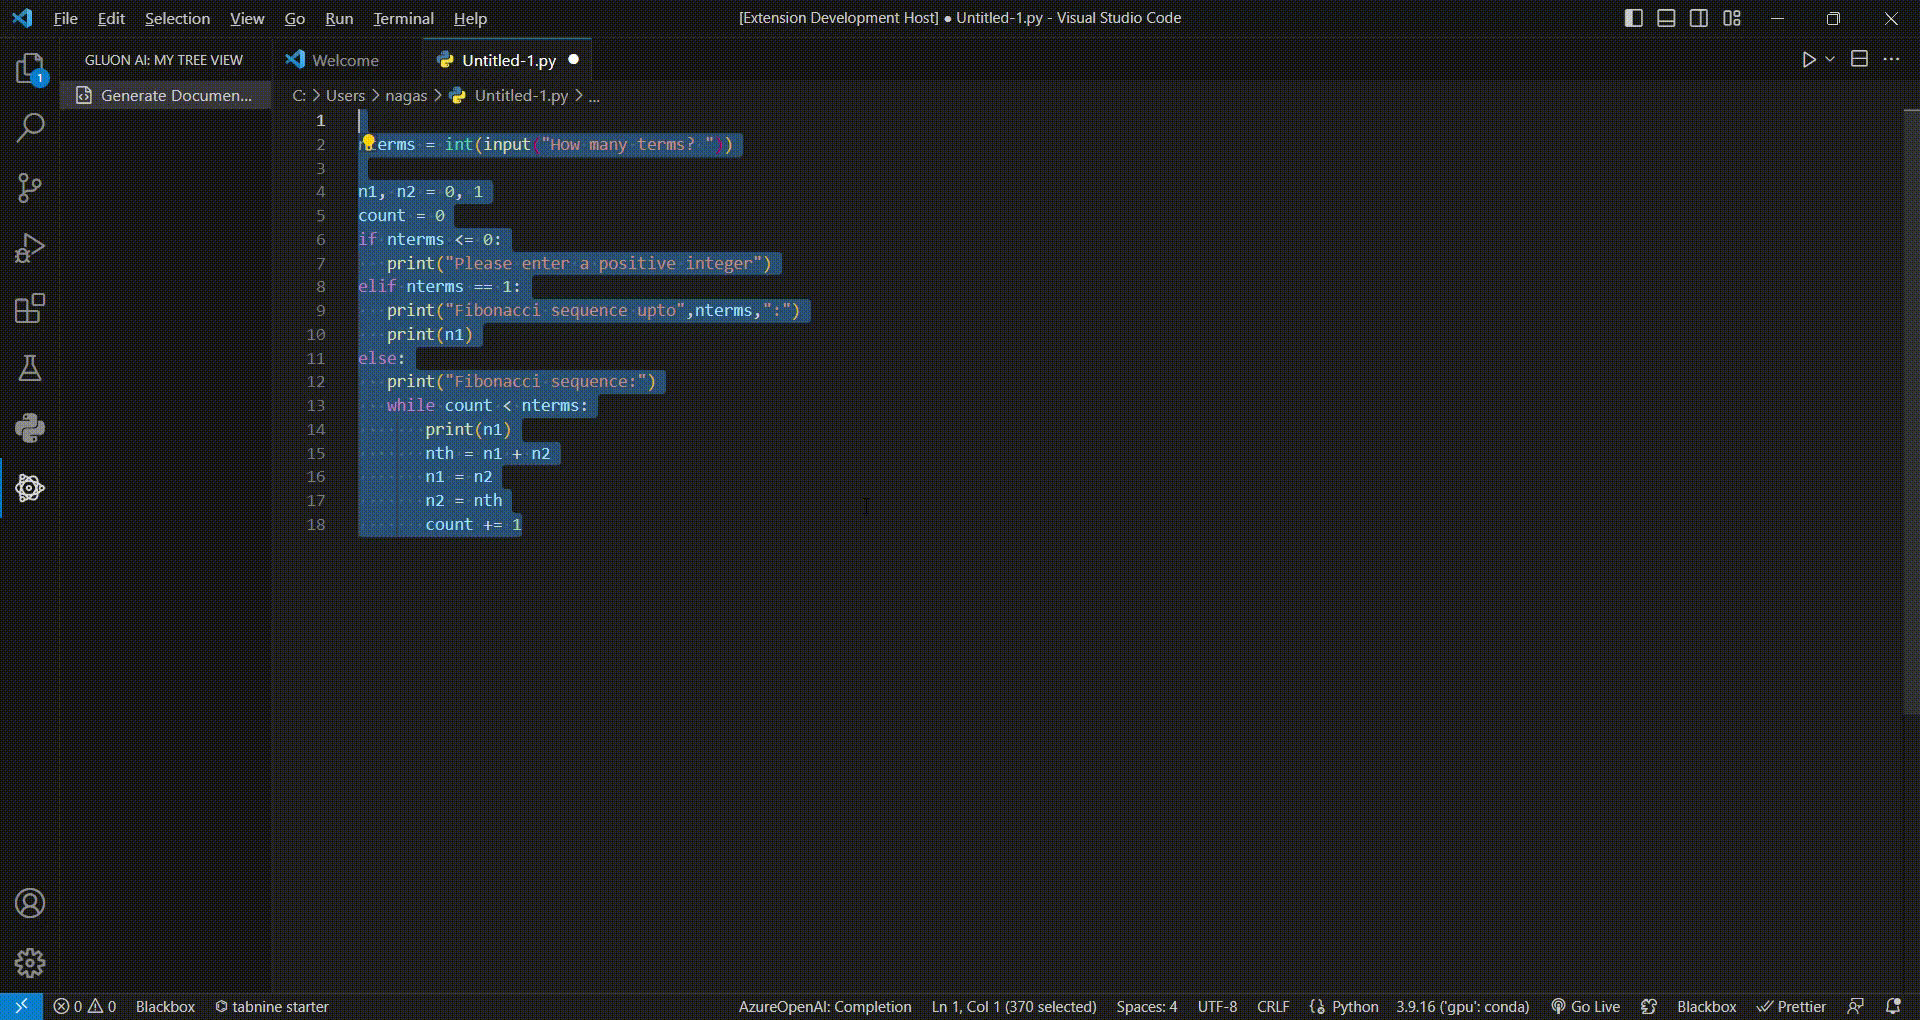 File Edit Selection View Go Run Terminal Help
[Extension Development Host] ● Untitled-1.py - Visual Studio Code
GLUON AI: MY TREE VIEW
Generate Documen...
Welcome
Untitled-1.py
C: > Users > nagas > Untitled-1.py > ...
1
2 nterms = int(input("How many terms? "))
3
4 n1, n2 = 0, 1
5 count = 0
6 if nterms <= 0:
7    print("Please enter a positive integer")
8 elif nterms == 1:
9    print("Fibonacci sequence upto",nterms,":")
10    print(n1)
11 else:
12    print("Fibonacci sequence:")
13    while count < nterms:
14        print(n1)
15        nth = n1 + n2
16        n1 = n2
17        n2 = nth
18        count += 1
1
0 0 Blackbox tabnine starter
AzureOpenAI: Completion Ln 1, Col 1 (370 selected) Spaces: 4 UTF-8 CRLF Python 3.9.16 ('gpu': conda) Go Live Blackbox Prettier